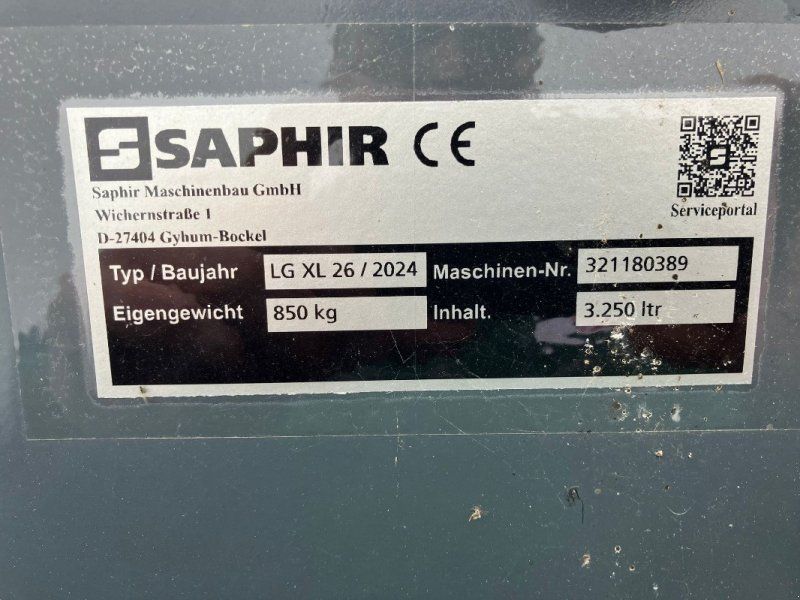 SAPHIR CE
Saphir Maschinenbau GmbH
Wichernstraße 1
D-27404 Gyhum-Bockel
Serviceportal
Typ / Baujahr LG XL 26 / 2024 Maschinen-Nr. 321180389
Eigengewicht 850 kg Inhalt. 3.250 ltr